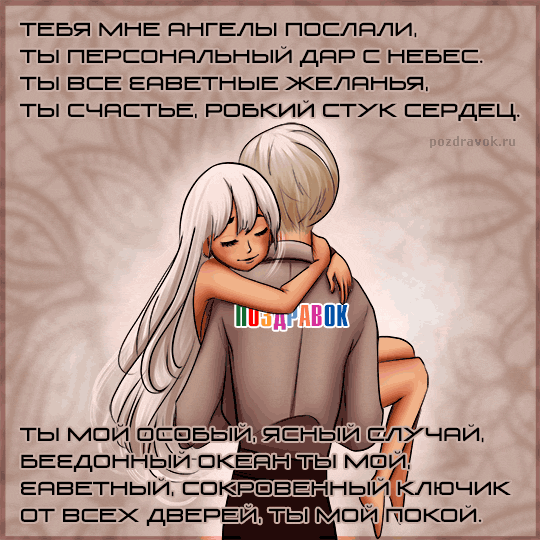 ТЕБЯ МНЕ АНГЕЛЫ ПОСЛАЛИ,
ТЫ ПЕРСОНАЛЬНЫЙ ДАР С НЕБЕС.
ТЫ ВСЕ ЗАВЕТНЫЕ ЖЕЛАНЬЯ,
ТЫ СЧАСТЬЕ, РОБКИЙ СТУК СЕРДЕЦ.
pozdravok.ru
ПОЗДРАВОК
ТЫ МОЙ ОСОБЫЙ, ЯСНЫЙ СЛУЧАЙ,
БЕЗДОННЫЙ ОКЕАН ТЫ МОЙ,
ЗАВЕТНЫЙ, СОКРОВЕННЫЙ КЛЮЧИК
ОТ ВСЕХ ДВЕРЕЙ, ТЫ МОЙ ПОКОЙ.